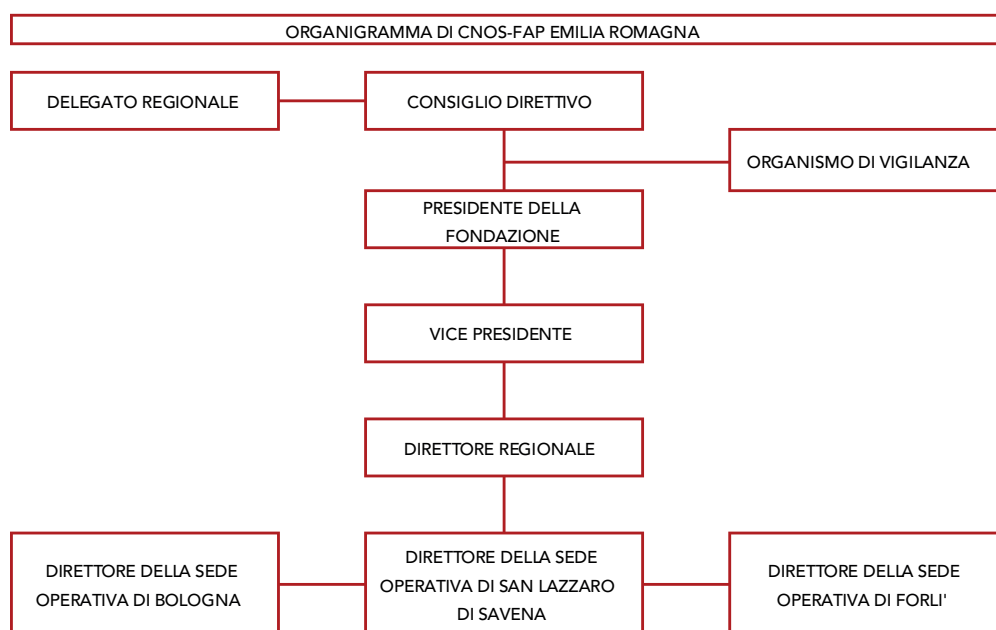 ORGANIGRAMMA DI CNOS-FAP EMILIA ROMAGNA
DELEGATO REGIONALE
CONSIGLIO DIRETTIVO
ORGANISMO DI VIGILANZA
PRESIDENTE DELLA
FONDAZIONE
VICE PRESIDENTE
DIRETTORE REGIONALE
DIRETTORE DELLA SEDE
OPERATIVA DI BOLOGNA
DIRETTORE DELLA SEDE
OPERATIVA DI SAN LAZZARO
DI SAVENA
DIRETTORE DELLA SEDE
OPERATIVA DI FORLI'